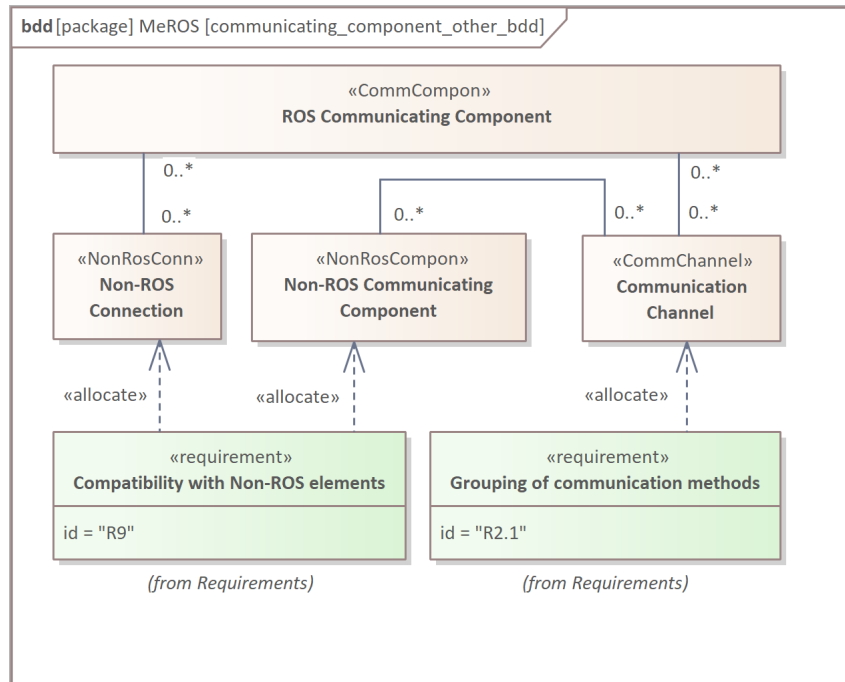 bdd [package] MeROS [communicating_component_other_bdd]
«CommCompon»
ROS Communicating Component
0..*
0..*
0..*
0..*
0..*
0..*
«NonRosConn»
Non-ROS
Connection
«NonRosCompon»
Non-ROS Communicating
Component
«CommChannel»
Communication
Channel
«allocate»
«allocate»
«allocate»
«requirement»
Compatibility with Non-ROS elements
id = "R9"
«requirement»
Grouping of communication methods
id = "R2.1"
(from Requirements)
(from Requirements)